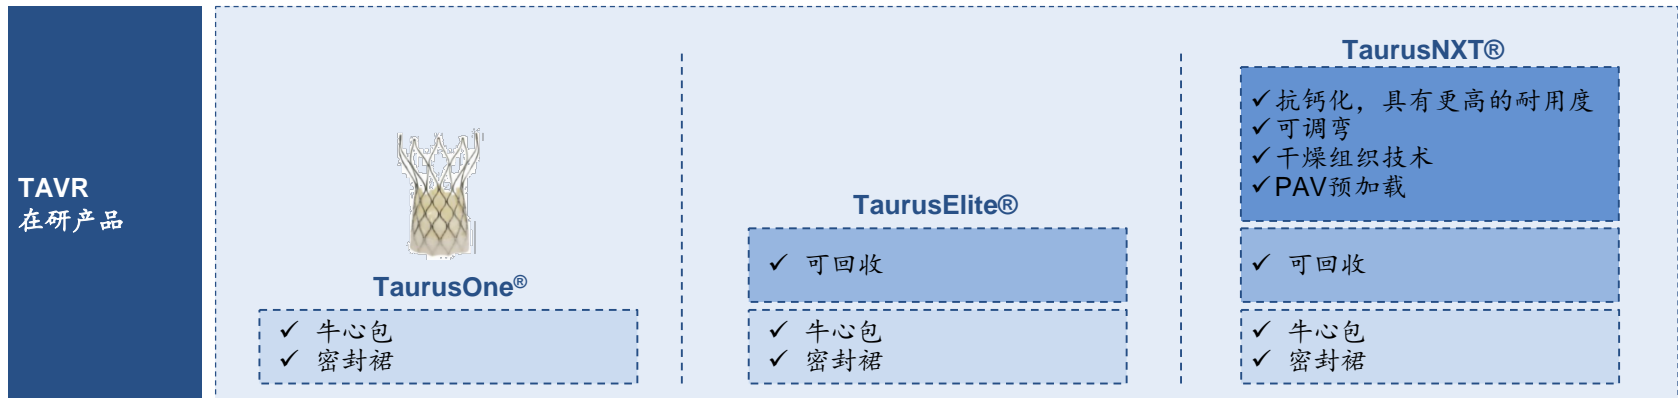 TAVR
在研产品
TaurusOne®
✓ 牛心包
✓ 密封裙
TaurusElite®
✓ 可回收
✓ 牛心包
✓ 密封裙
TaurusNXT®
✓抗钙化，具有更高的耐用度
✓可调弯
✓干燥组织技术
✓PAV预加载
✓ 可回收
✓ 牛心包
✓ 密封裙